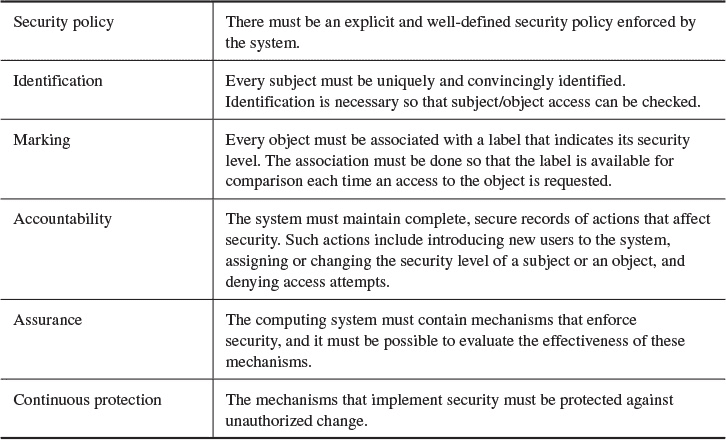 Security policy
There must be an explicit and well-defined security policy enforced by
the system.
Identification
Every subject must be uniquely and convincingly identified.
Identification is necessary so that subject/object access can be checked.
Marking
Every object must be associated with a label that indicates its security
level. The association must be done so that the label is available for
comparison each time an access to the object is requested.
Accountability
The system must maintain complete, secure records of actions that affect
security. Such actions include introducing new users to the system,
assigning or changing the security level of a subject or an object, and
denying access attempts.
Assurance
The computing system must contain mechanisms that enforce
security, and it must be possible to evaluate the effectiveness of these
mechanisms.
Continuous protection
The mechanisms that implement security must be protected against
unauthorized change.